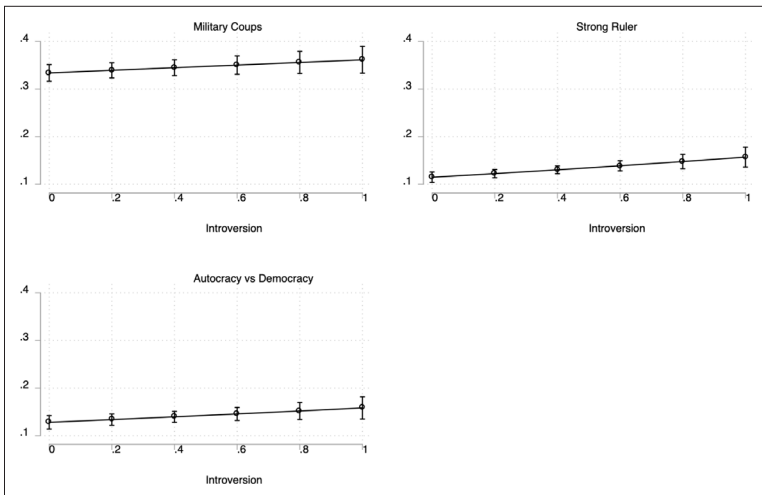 Military Coups
.4
.3
.2
.1
0 .2 .4 .6 .8 1
Introversion
Strong Ruler
.4
.3
.2
.1
0 .2 .4 .6 .8 1
Introversion
Autocracy vs Democracy
.4
.3
.2
.1
0 .2 .4 .6 .8 1
Introversion